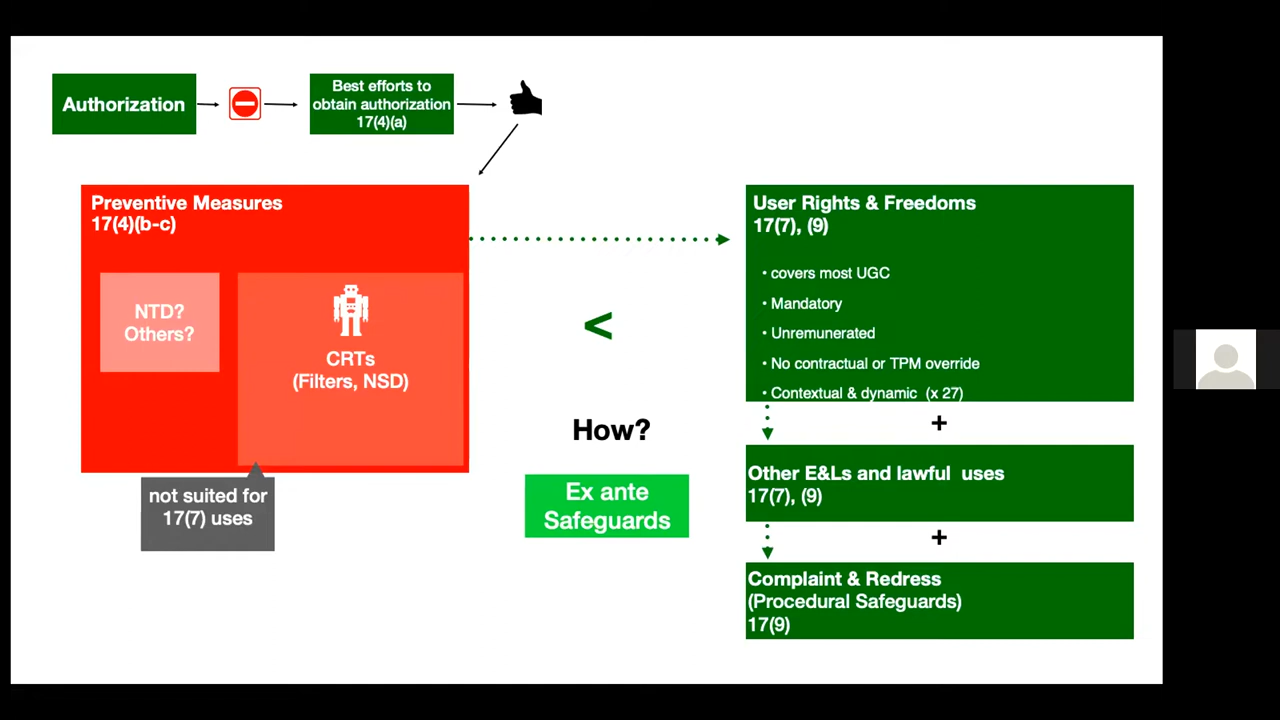 Authorization
Best efforts to
obtain authorization
17(4)(a)
Preventive Measures
17(4)(b-c)
NTD?
Others?
CRTs
(Filters, NSD)
not suited for
17(7) uses
<
How?
Ex ante
Safeguards
User Rights & Freedoms
17(7), (9)
• covers most UGC
• Mandatory
• Unremunerated
• No contractual or TPM override
• Contextual & dynamic (x 27)
+
Other E&Ls and lawful uses
17(7), (9)
+
Complaint & Redress
(Procedural Safeguards)
17(9)